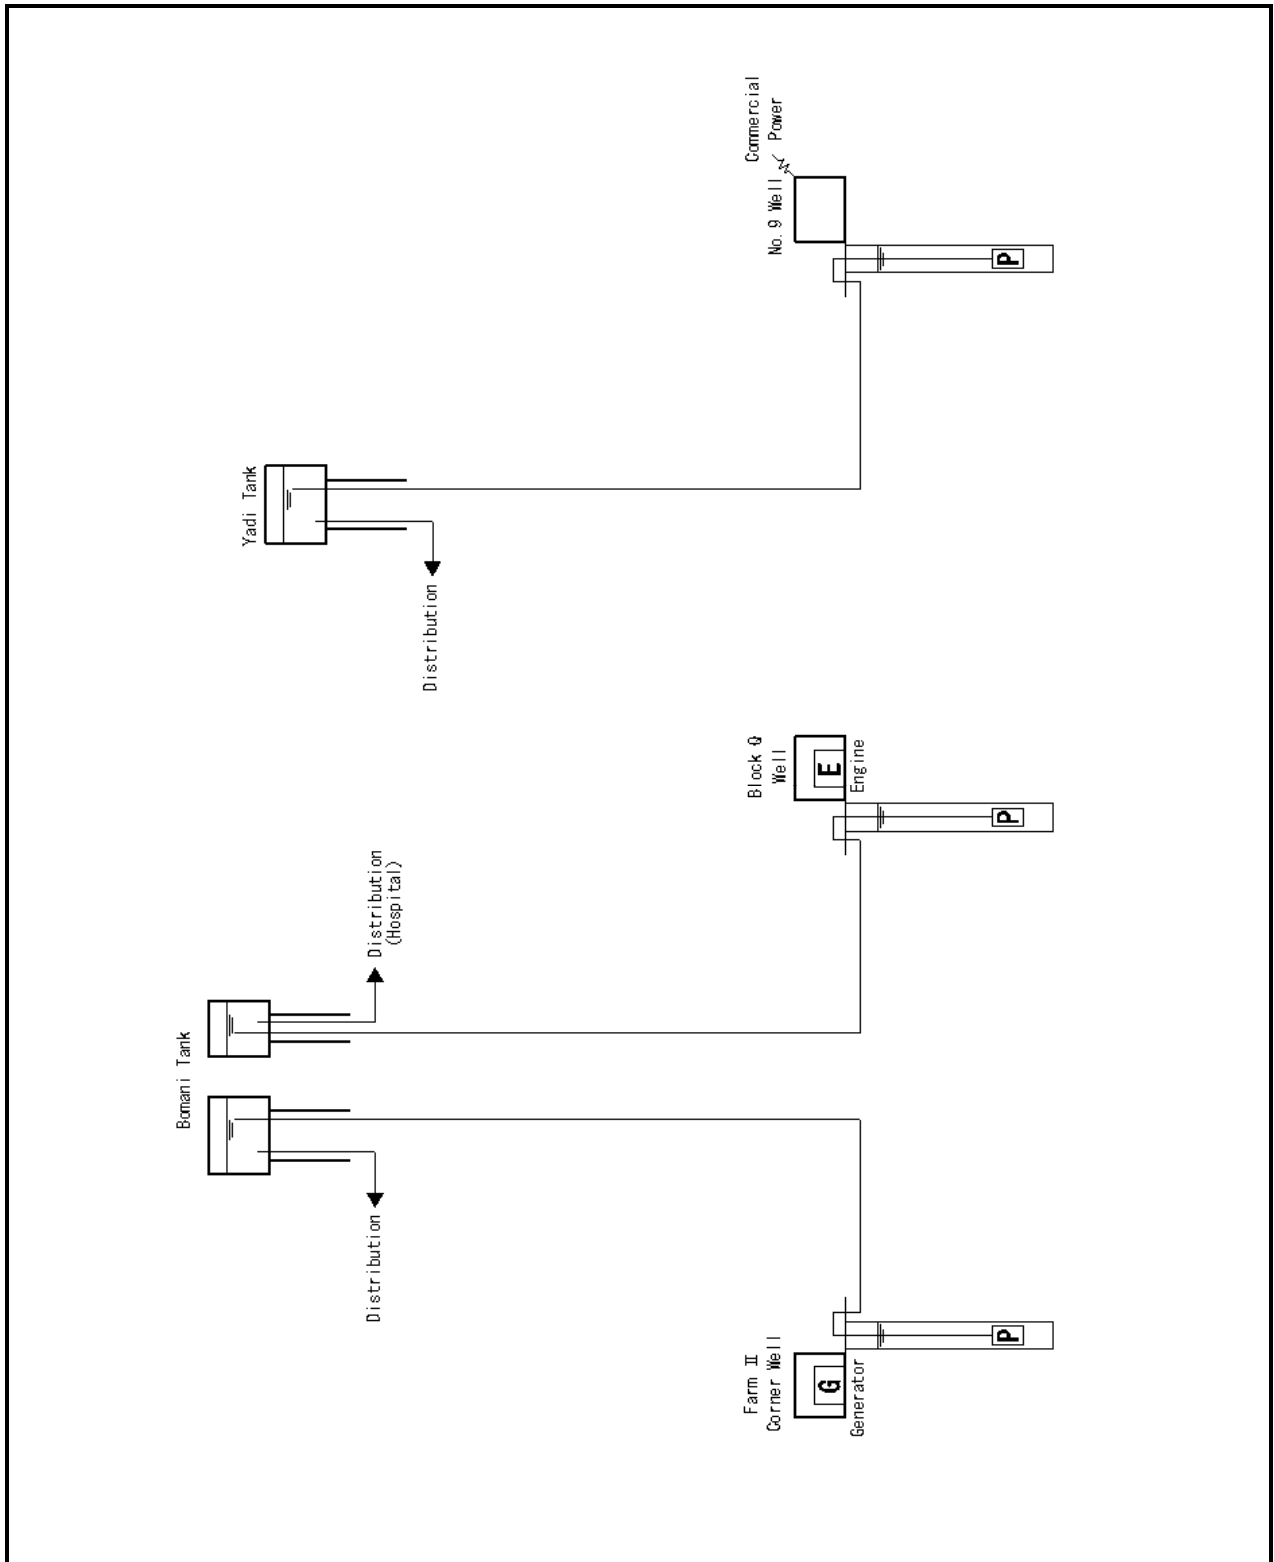 Bomani Tank
Yadi Tank
Distribution
Distribution
(Hospital)
Distribution
Farm II
Corner Well
G
Generator
P
Block Q
Well
E
Engine
P
No. 9 Well
Commercial
Power
P